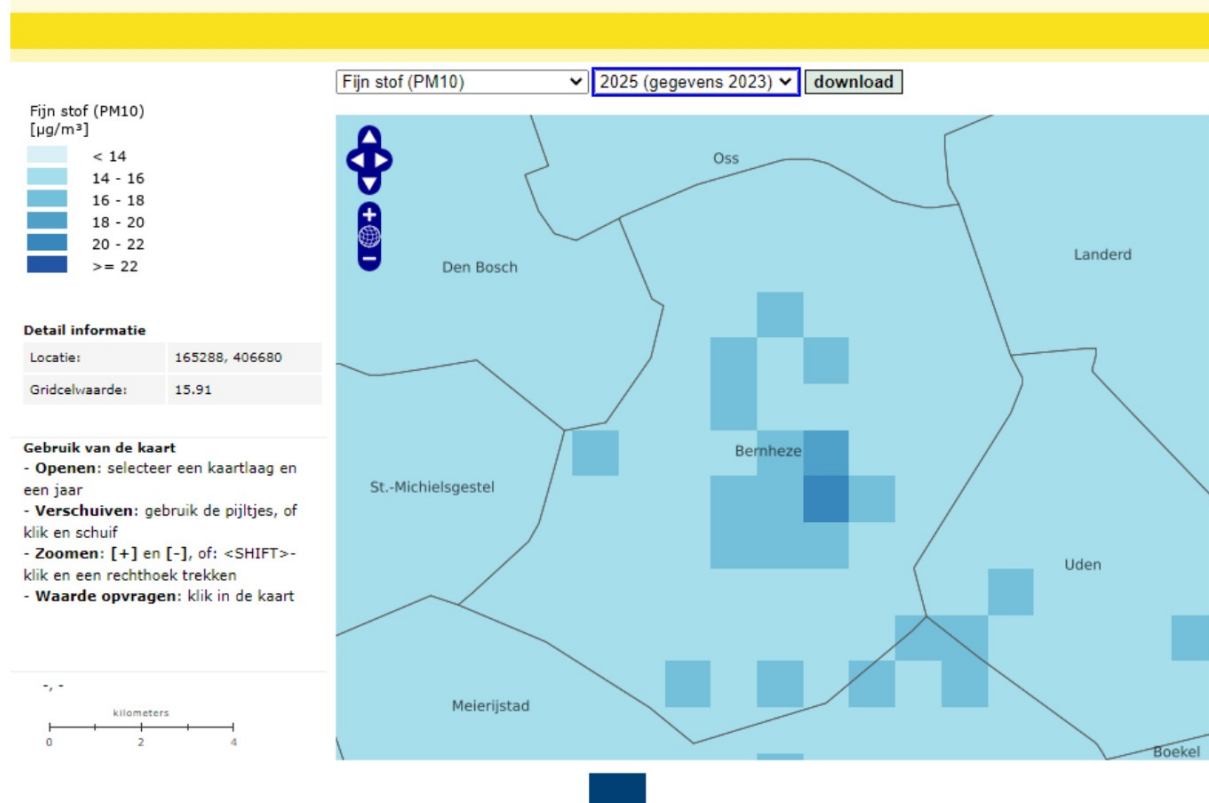 Fijn stof (PM10)
2025 (gegevens 2023)
download
Fijn stof (PM10)
[µg/m³]
< 14
14 - 16
16 - 18
18 - 20
20 - 22
>= 22
Detail informatie
Locatie: 165288, 406680
Gridcelwaarde: 15.91
Gebruik van de kaart
- Openen: selecteer een kaartlaag en
een jaar
- Verschuiven: gebruik de pijltjes, of
klik en schuif
- Zoomen: [+] en [-], of: <SHIFT>-
klik en een rechthoek trekken
- Waarde opvragen: klik in de kaart
-, -
kilometers
0 2 4
Oss
Den Bosch
Landerd
Bernheze
St.-Michielsgestel
Uden
Meierijstad
Boekel